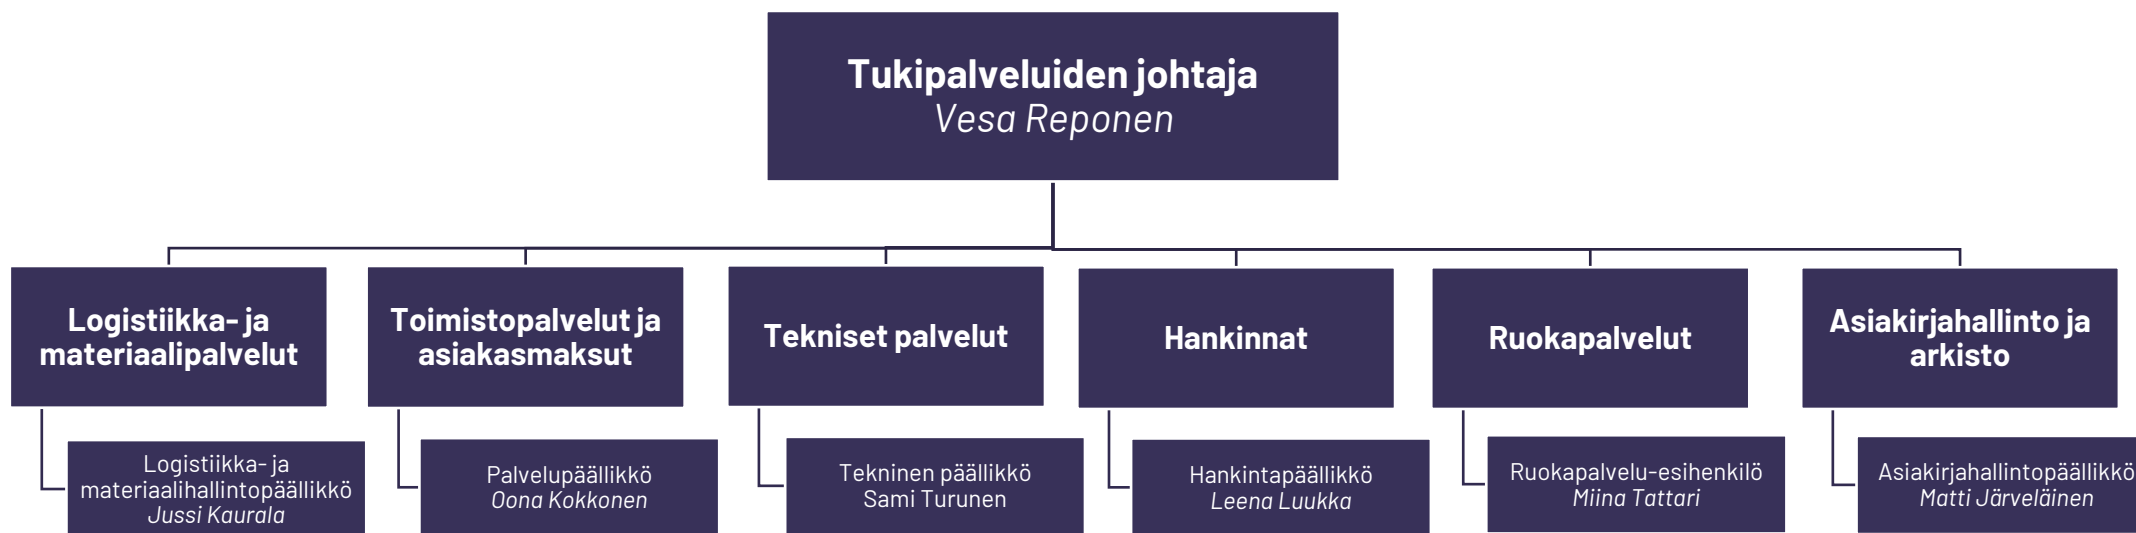 Tukipalveluiden johtaja
Vesa Reponen
Logistiikka- ja
materiaalipalvelut
Logistiikka- ja
materiaalihallintopäällikkö
Jussi Kaurala
Toimistopalvelut ja
asiakasmaksut
Palvelupäällikkö
Oona Kokkonen
Tekniset palvelut
Tekninen päällikkö
Sami Turunen
Hankinnat
Hankintapäällikkö
Leena Luukka
Ruokapalvelut
Ruokapalvelu-esihenkilö
Miina Tattari
Asiakirjahallinto ja
arkisto
Asiakirjahallintopäällikkö
Matti Järveläinen